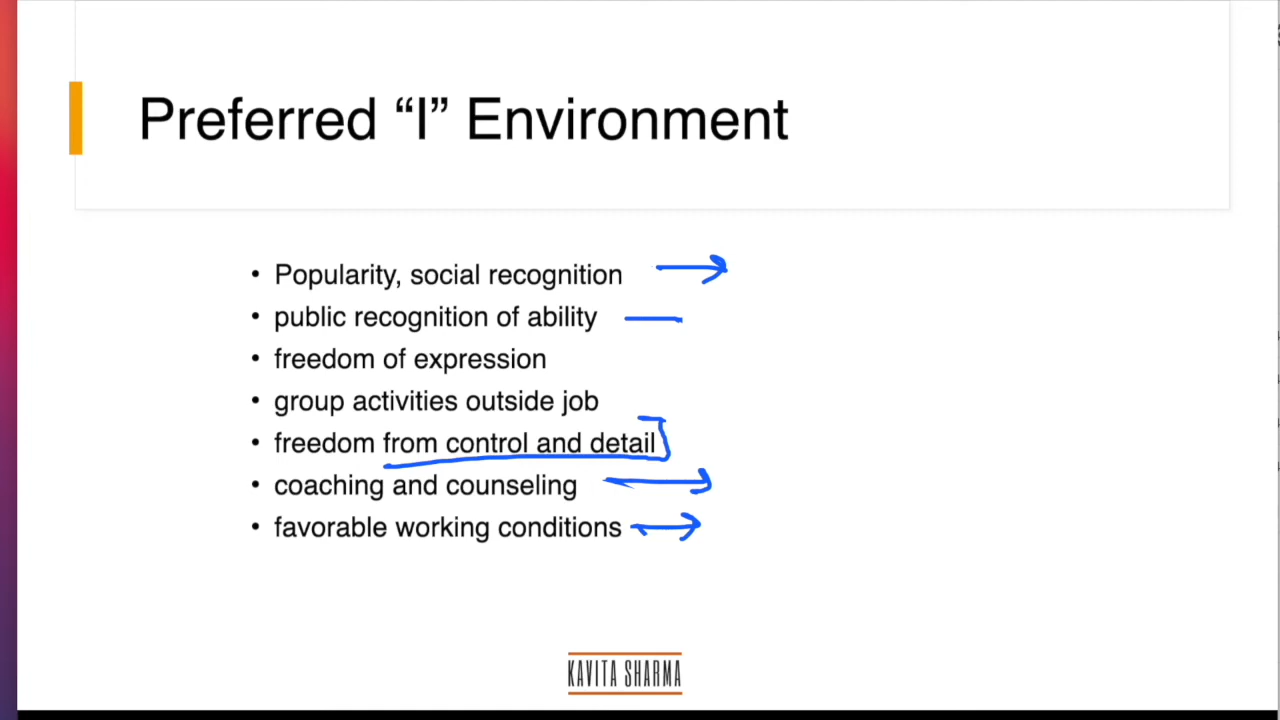 Preferred “I” Environment
• Popularity, social recognition
• public recognition of ability
• freedom of expression
• group activities outside job
• freedom from control and detail
• coaching and counseling
• favorable working conditions
KAVITA SHARMA